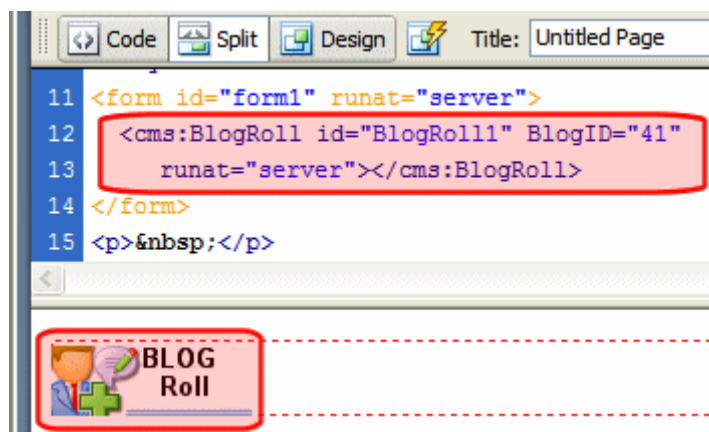 Code Split Design Title: Untitled Page
11 <form id="form1" runat="server">
12 <cms:BlogRoll id="BlogRoll1" BlogID="41"
13 runat="server"></cms:BlogRoll>
14 </form>
15 <p>&nbsp;</p>
BLOG
Roll